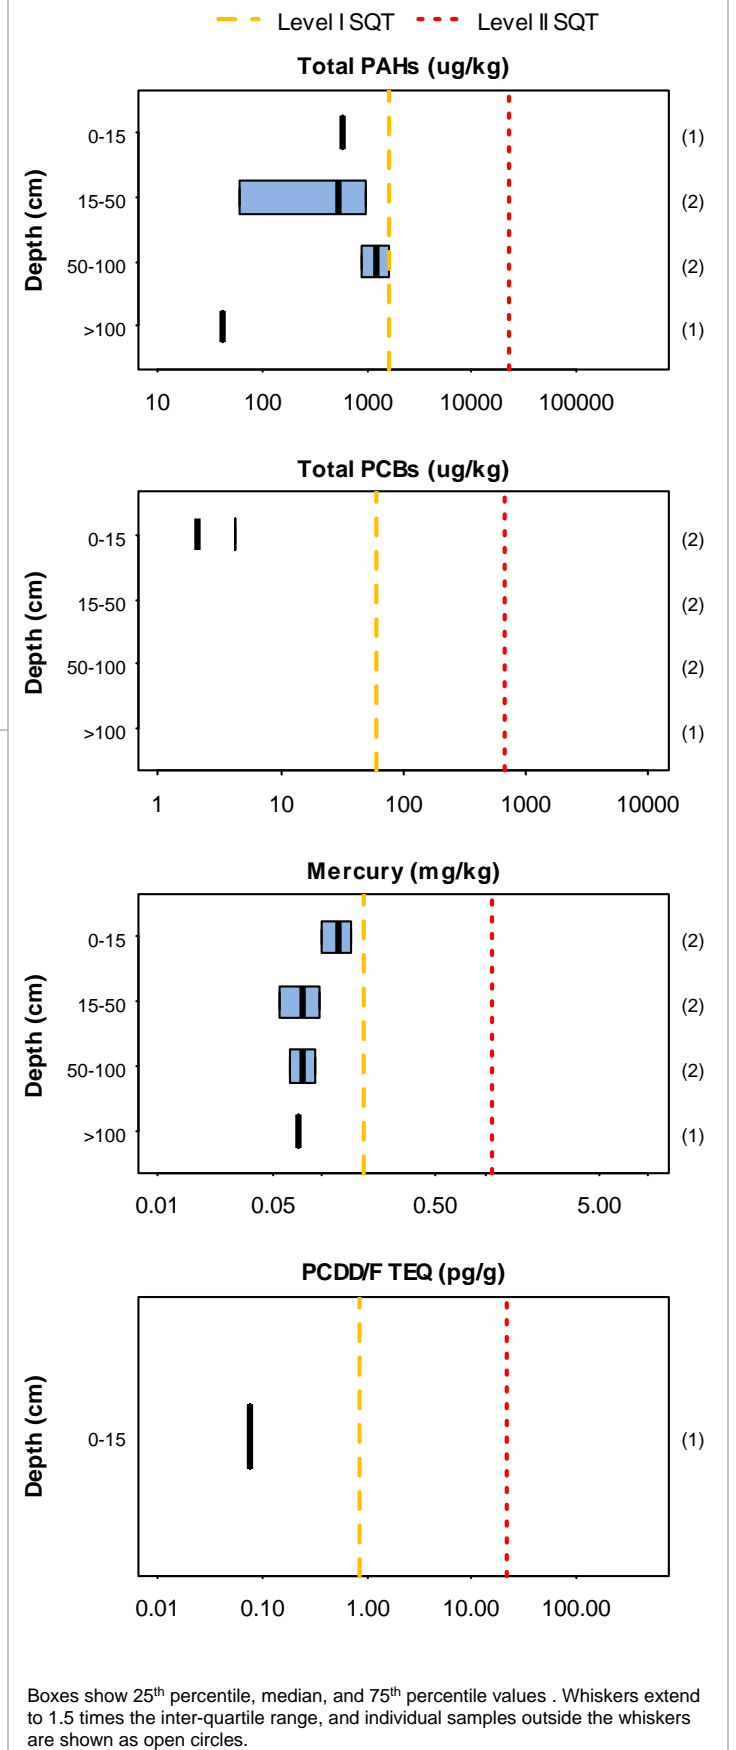 Level I SQT Level II SQT
Total PAHs (ug/kg)
Depth (cm)
0-15 (1)
15-50 (2)
50-100 (2)
>100 (1)
10 100 1000 10000 100000
Total PCBs (ug/kg)
Depth (cm)
0-15 (2)
15-50 (2)
50-100 (2)
>100 (1)
1 10 100 1000 10000
Mercury (mg/kg)
Depth (cm)
0-15 (2)
15-50 (2)
50-100 (2)
>100 (1)
0.01 0.05 0.50 5.00
PCDD/F TEQ (pg/g)
Depth (cm)
0-15 (1)
0.01 0.10 1.00 10.00 100.00
Boxes show 25th percentile, median, and 75th percentile values . Whiskers extend
to 1.5 times the inter-quartile range, and individual samples outside the whiskers
are shown as open circles.